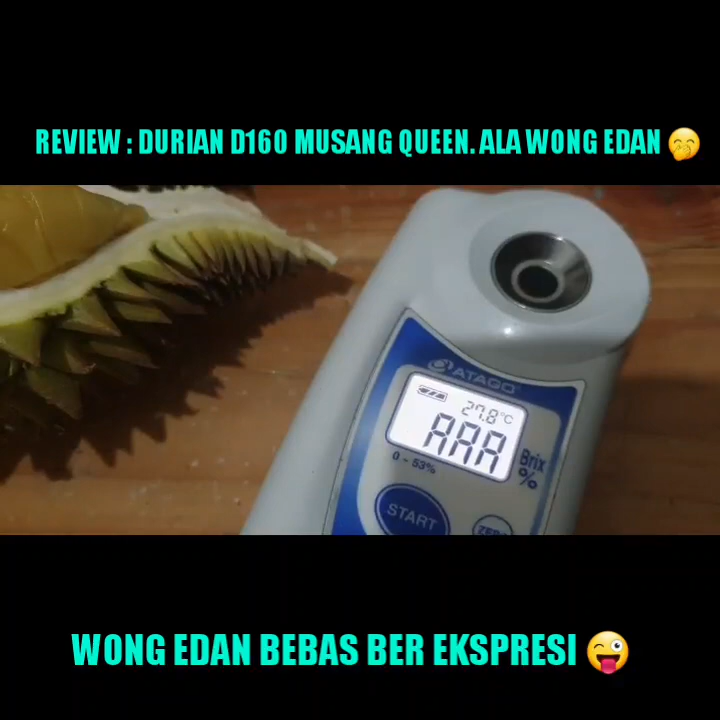 REVIEW : DURIAN D160 MUSANG QUEEN. ALA WONG EDAN 🤭
ATAGO
27.8 °C
AAA
Brix
0 - 53% %
START
WONG EDAN BEBAS BER EKSPRESI 😜